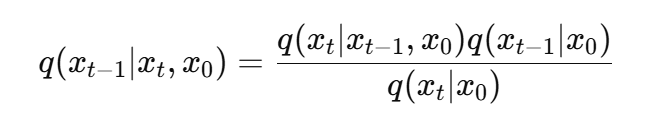 q(x_{t-1}|x_t, x_0) = \frac{q(x_t|x_{t-1}, x_0)q(x_{t-1}|x_0)}{q(x_t|x_0)}